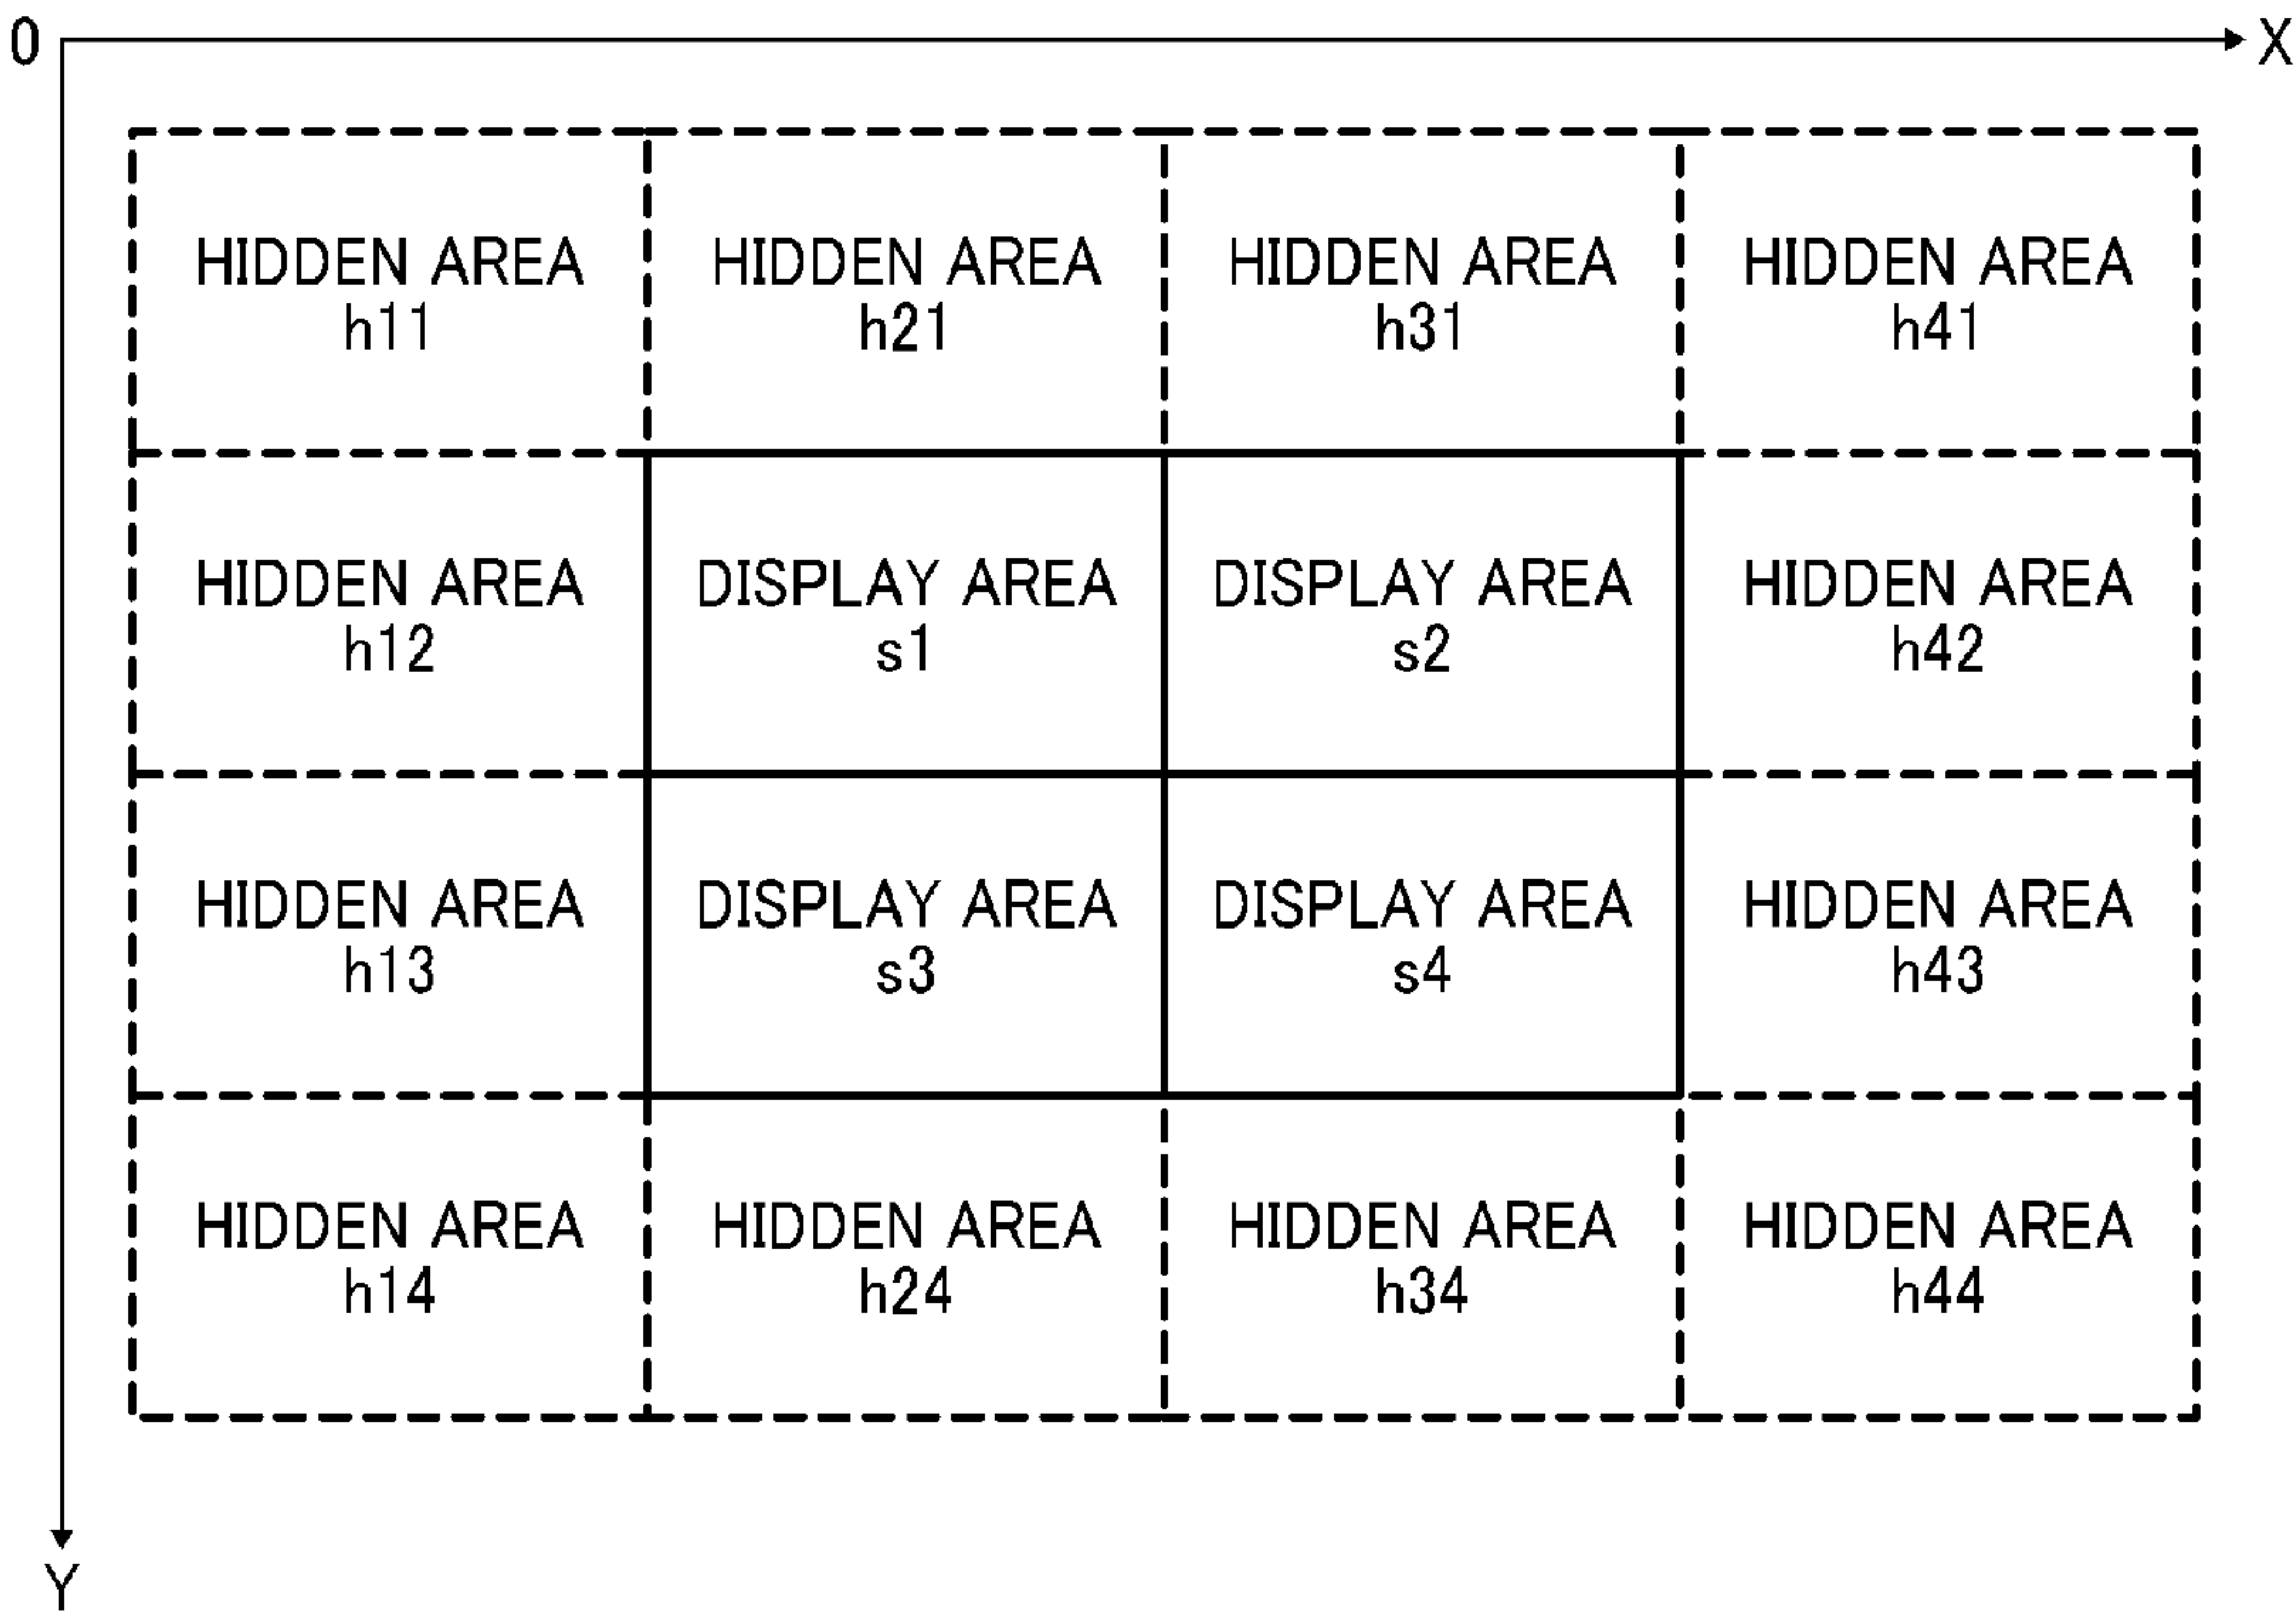 0
X
HIDDEN AREA
h11
HIDDEN AREA
h21
HIDDEN AREA
h31
HIDDEN AREA
h41
HIDDEN AREA
h12
DISPLAY AREA
s1
DISPLAY AREA
s2
HIDDEN AREA
h42
HIDDEN AREA
h13
DISPLAY AREA
s3
DISPLAY AREA
s4
HIDDEN AREA
h43
HIDDEN AREA
h14
HIDDEN AREA
h24
HIDDEN AREA
h34
HIDDEN AREA
h44
Y